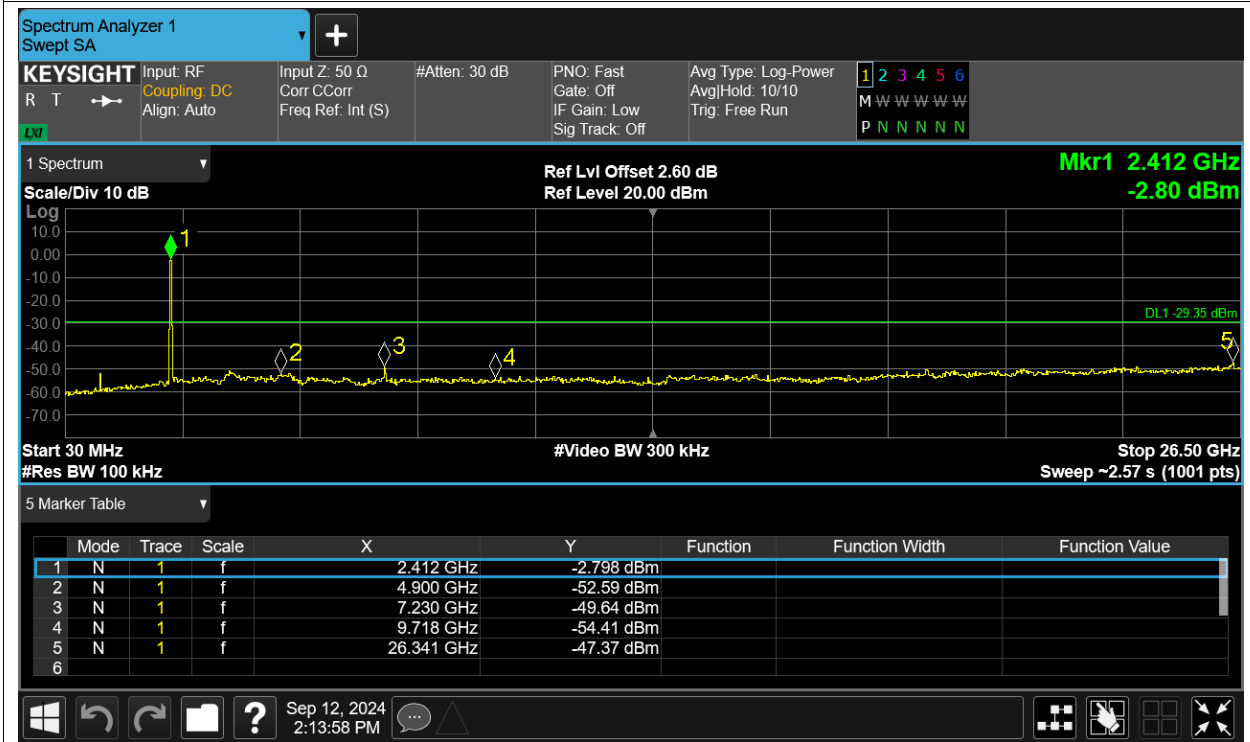 Spectrum Analyzer 1
Swept SA
+
KEYSIGHT Input: RF Input Z: 50 Ω #Atten: 30 dB PNO: Fast Avg Type: Log-Power 1 2 3 4 5 6
R T Coupling: DC Corr CCorr Gate: Off Avg|Hold: 10/10 M W W W W W
Align: Auto Freq Ref: Int (S) IF Gain: Low Trig: Free Run
LXI Sig Track: Off P N N N N N
1 Spectrum Ref Lvl Offset 2.60 dB Mkr1 2.412 GHz
Scale/Div 10 dB Ref Level 20.00 dBm -2.80 dBm
Log
10.0
1
0.00
-10.0
-20.0
DL1 -29.35 dBm
-30.0
-40.0 2 3 4 5
-50.0
-60.0
-70.0
Start 30 MHz #Video BW 300 kHz Stop 26.50 GHz
#Res BW 100 kHz Sweep ~2.57 s (1001 pts)
5 Marker Table
Mode Trace Scale X Y Function Function Width Function Value
1 N 1 f 2.412 GHz -2.798 dBm
2 N 1 f 4.900 GHz -52.59 dBm
3 N 1 f 7.230 GHz -49.64 dBm
4 N 1 f 9.718 GHz -54.41 dBm
5 N 1 f 26.341 GHz -47.37 dBm
6
? Sep 12, 2024
2:13:58 PM